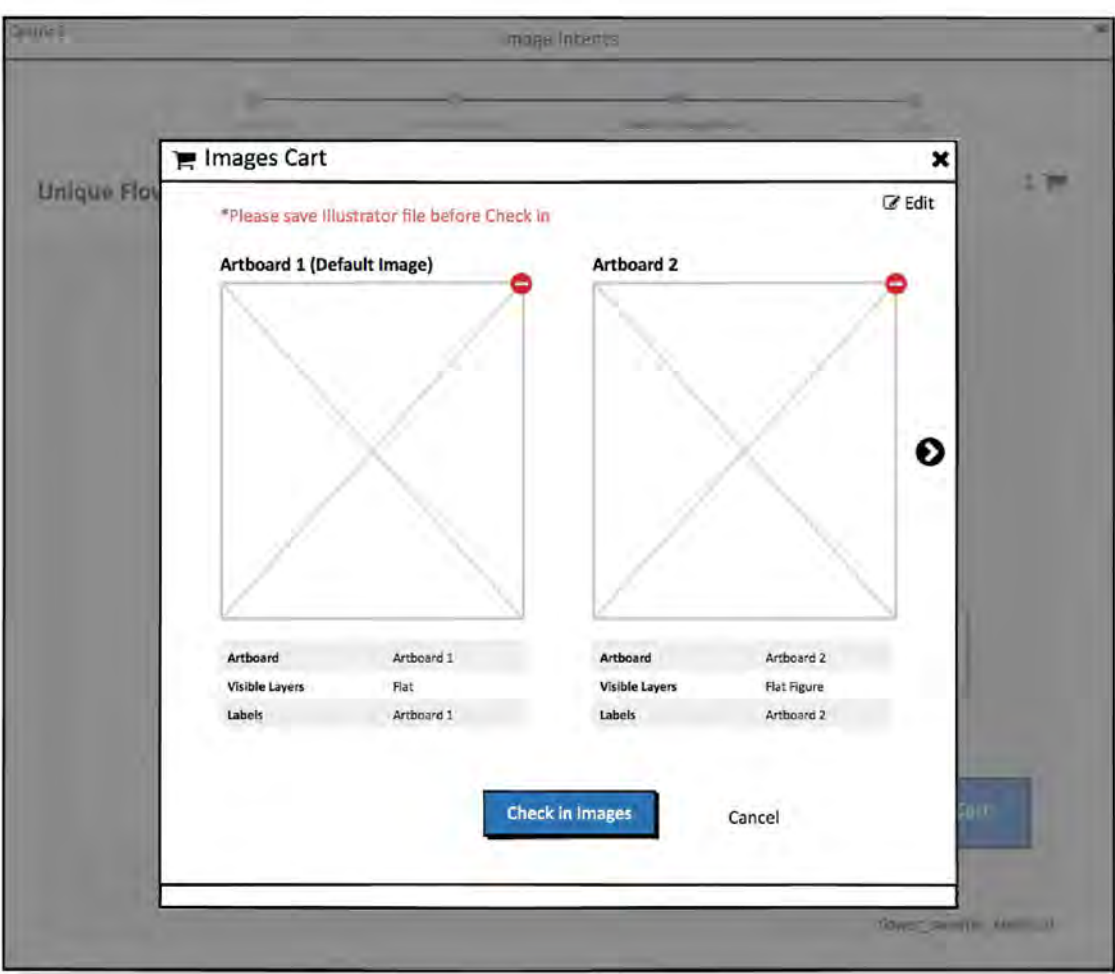 Image Intents
Images Cart
Unique Flow
*Please save Illustrator file before Check in
Edit
Artboard 1 (Default Image)
Artboard 2
Artboard Artboard 1
Visible Layers Flat
Labels Artboard 1
Artboard Artboard 2
Visible Layers Flat Figure
Labels Artboard 2
Check in Images
Cancel
Cart